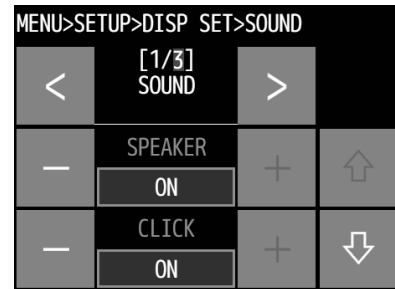 MENU>SETUP>DISP SET>SOUND
[1/3]
< SOUND >
SPEAKER
− ON +
CLICK
− ON +